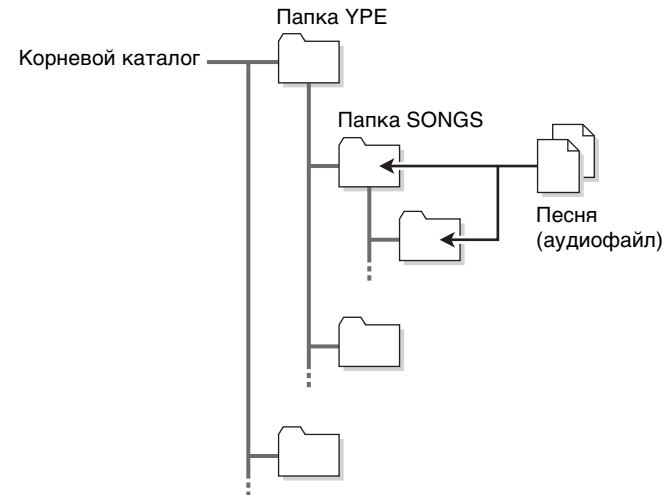 Папка YPE
Корневой каталог
Папка SONGS
Песня
(аудиофайл)